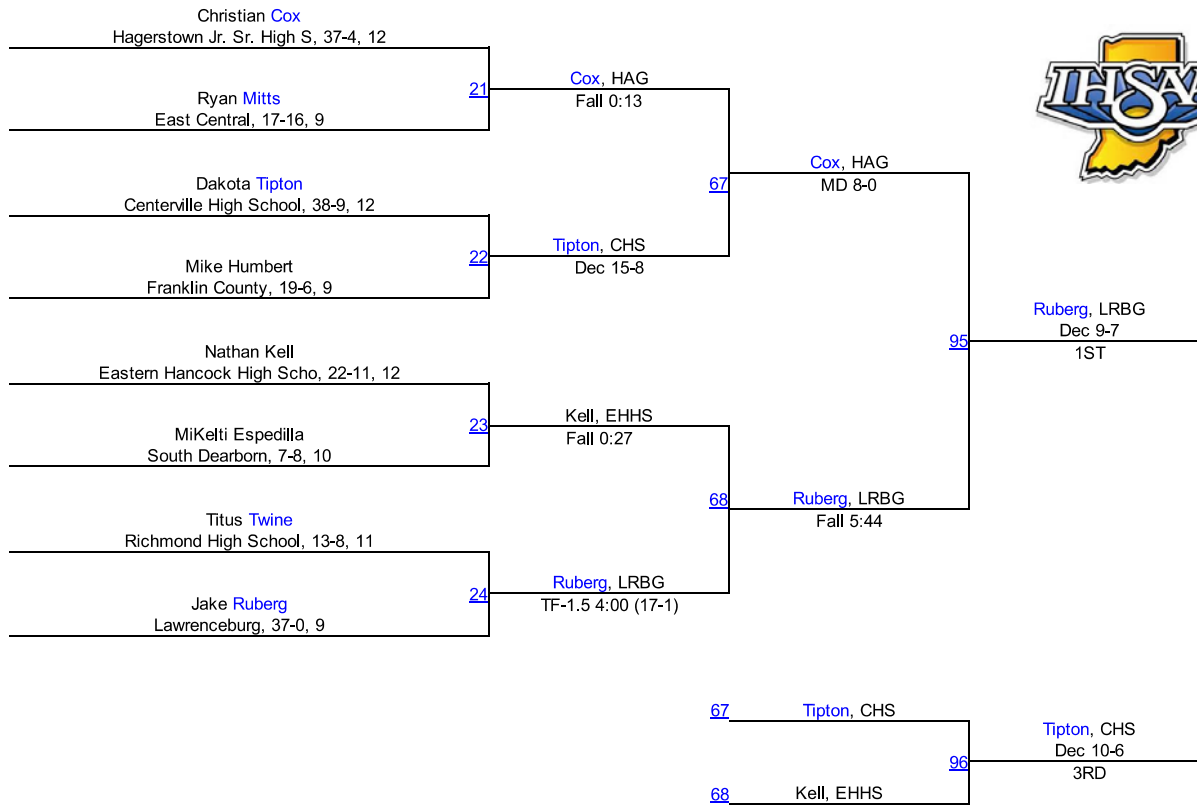 Christian Cox
Hagerstown Jr. Sr. High S, 37-4, 12
21
Ryan Mitts
East Central, 17-16, 9
Cox, HAG
Fall 0:13
Dakota Tipton
Centerville High School, 38-9, 12
22
Mike Humbert
Franklin County, 19-6, 9
Tipton, CHS
Dec 15-8
67
Cox, HAG
MD 8-0
Nathan Kell
Eastern Hancock High Scho, 22-11, 12
23
MiKelti Espedilla
South Dearborn, 7-8, 10
Kell, EHHS
Fall 0:27
Titus Twine
Richmond High School, 13-8, 11
24
Jake Ruberg
Lawrenceburg, 37-0, 9
Ruberg, LRBG
TF-1.5 4:00 (17-1)
68
Ruberg, LRBG
Fall 5:44
95
Ruberg, LRBG
Dec 9-7
1ST
IHSAA
67
Tipton, CHS
68
Kell, EHHS
96
Tipton, CHS
Dec 10-6
3RD